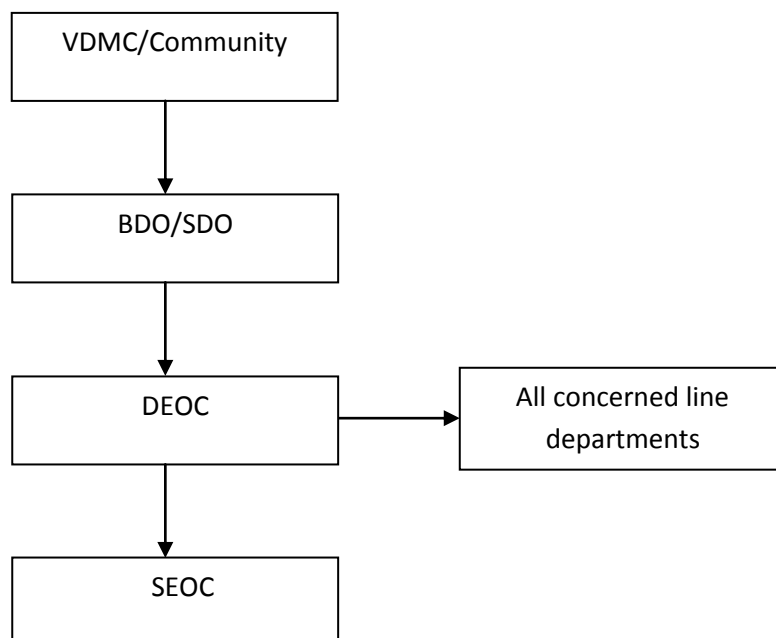 VDMC/Community
BDO/SDO
DEOC
All concerned line
departments
SEOC